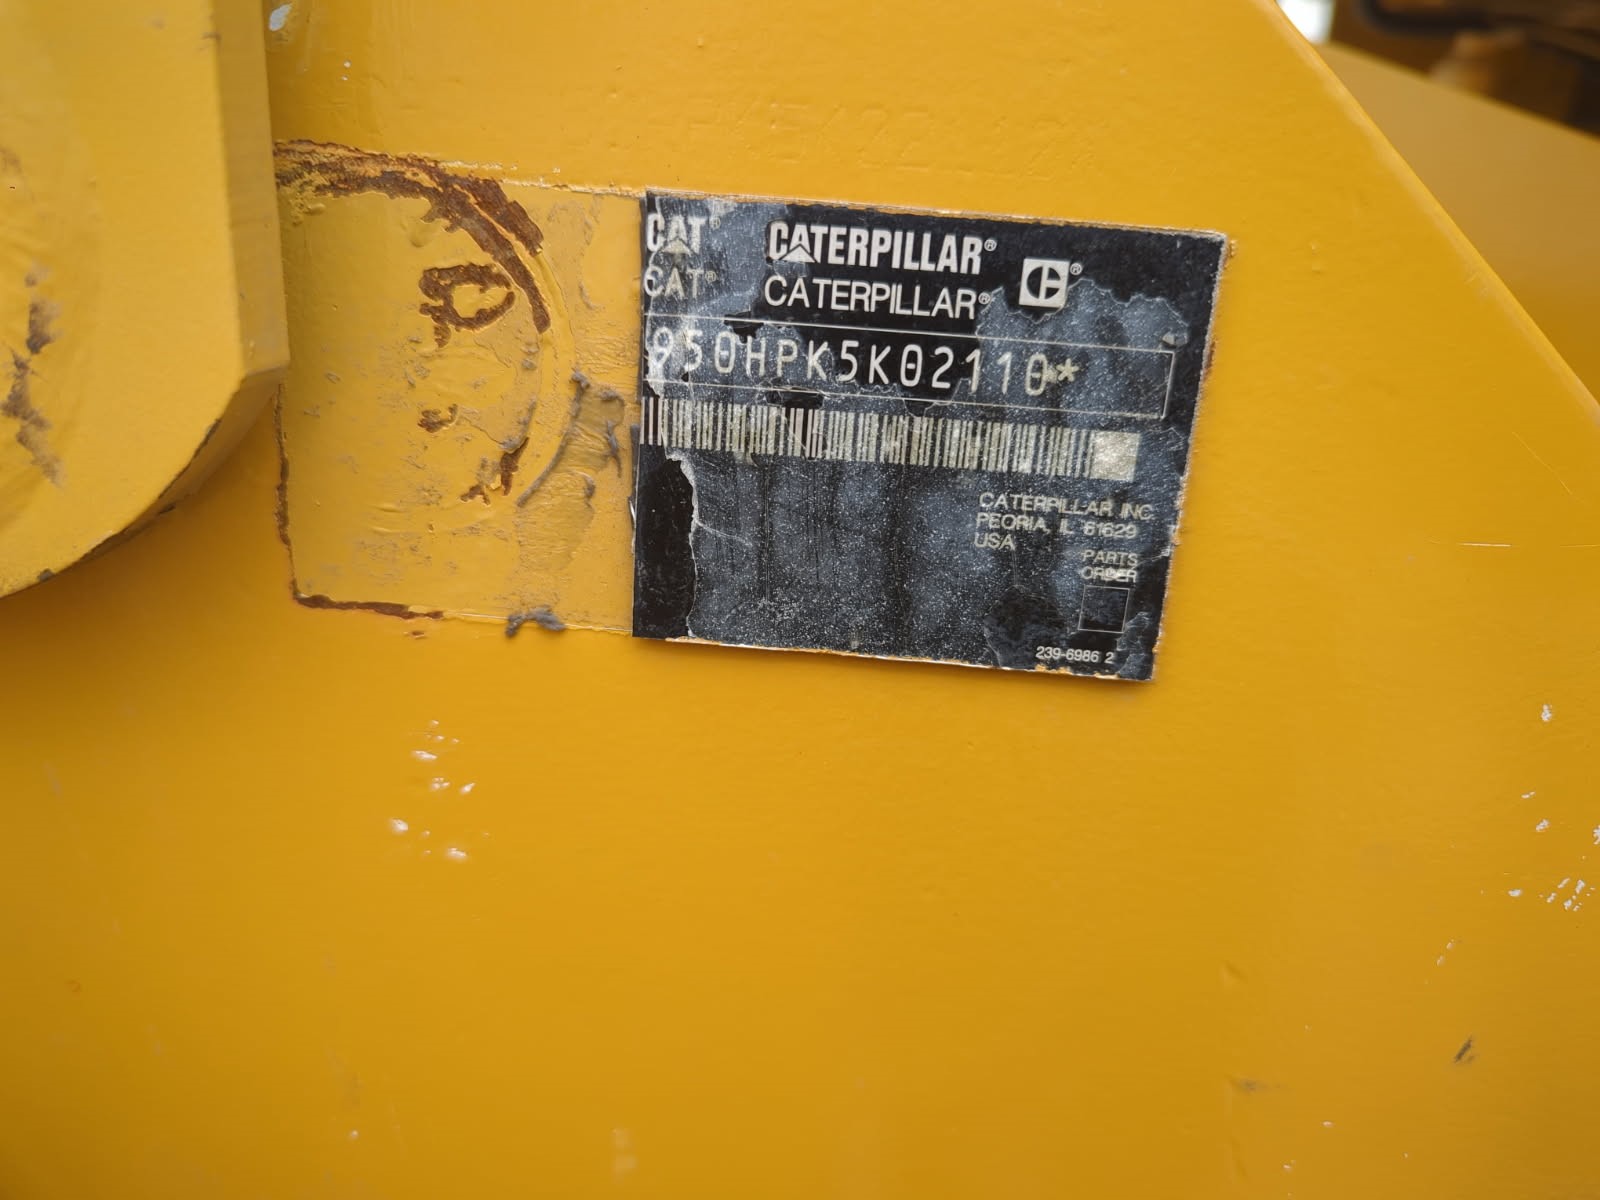 CAT® CATERPILLAR®
CAT® CATERPILLAR®
950HPK5K02110**
CATERPILLAR INC.
PEORIA, IL 61629
USA
PARTS
ORDER
239-6986 2